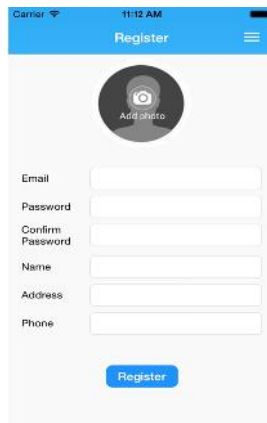 Carrier 11:12 AM
Register
Add photo
Email
Password
Confirm
Password
Name
Address
Phone
Register